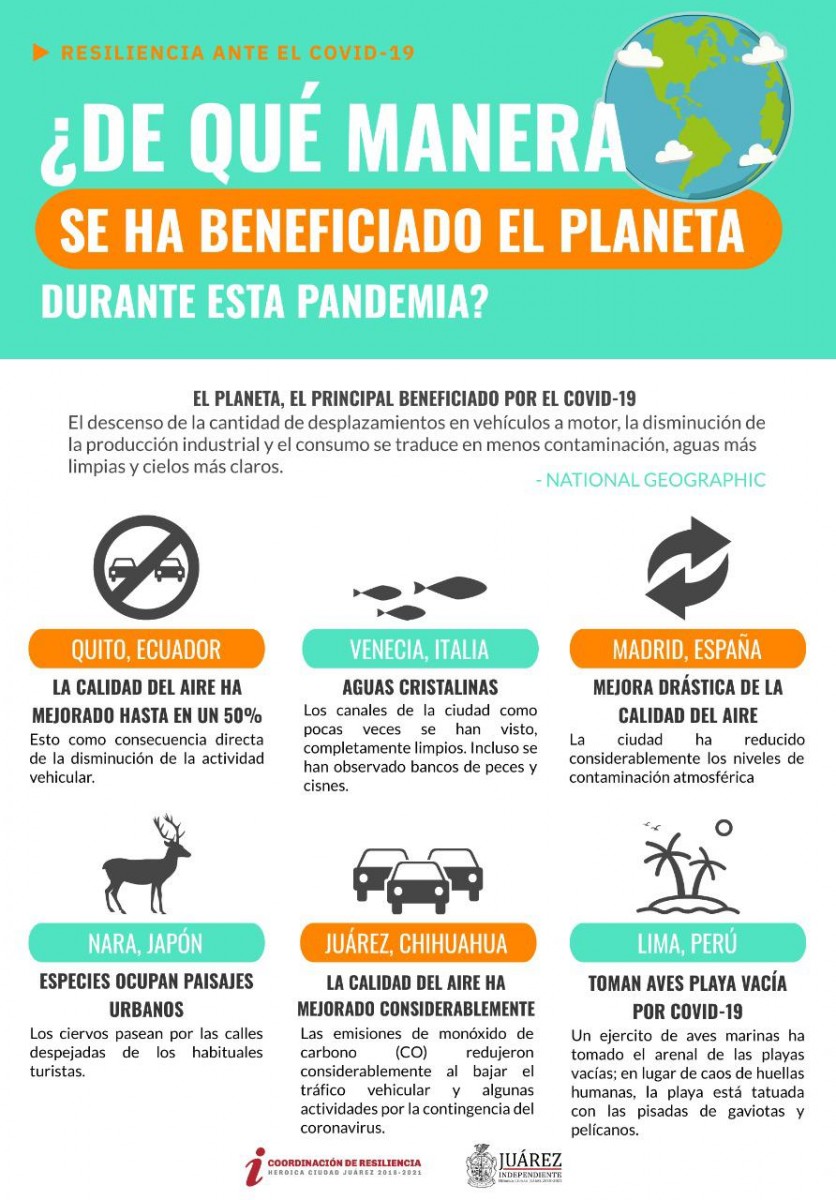 RESILIENCIA ANTE EL COVID-19
¿DE QUÉ MANERA
SE HA BENEFICIADO EL PLANETA
DURANTE ESTA PANDEMIA?
EL PLANETA, EL PRINCIPAL BENEFICIADO POR EL COVID-19
El descenso de la cantidad de desplazamientos en vehículos a motor, la disminución de
la producción industrial y el consumo se traduce en menos contaminación, aguas más
limpias y cielos más claros.
- NATIONAL GEOGRAPHIC
QUITO, ECUADOR
LA CALIDAD DEL AIRE HA
MEJORADO HASTA EN UN 50%
Esto como consecuencia directa
de la disminución de la actividad
vehicular.
VENECIA, ITALIA
AGUAS CRISTALINAS
Los canales de la ciudad como
pocas veces se han visto,
completamente limpios. Incluso se
han observado bancos de peces y
cisnes.
MADRID, ESPAÑA
MEJORA DRÁSTICA DE LA
CALIDAD DEL AIRE
La ciudad ha reducido
considerablemente los niveles de
contaminación atmosférica
NARA, JAPÓN
ESPECIES OCUPAN PAISAJES
URBANOS
Los ciervos pasean por las calles
despejadas de los habituales
turistas.
JUÁREZ, CHIHUAHUA
LA CALIDAD DEL AIRE HA
MEJORADO CONSIDERABLEMENTE
Las emisiones de monóxido de
carbono (CO) redujeron
considerablemente al bajar el
tráfico vehicular y algunas
actividades por la contingencia del
coronavirus.
LIMA, PERÚ
TOMAN AVES PLAYA VACÍA
POR COVID-19
Un ejercito de aves marinas ha
tomado el arenal de las playas
vacías; en lugar de caos de huellas
humanas, la playa está tatuada
con las pisadas de gaviotas y
pelícanos.
COORDINACIÓN DE RESILIENCIA
HEROICA CIUDAD JUÁREZ 2018-2021
JUÁREZ
INDEPENDIENTE